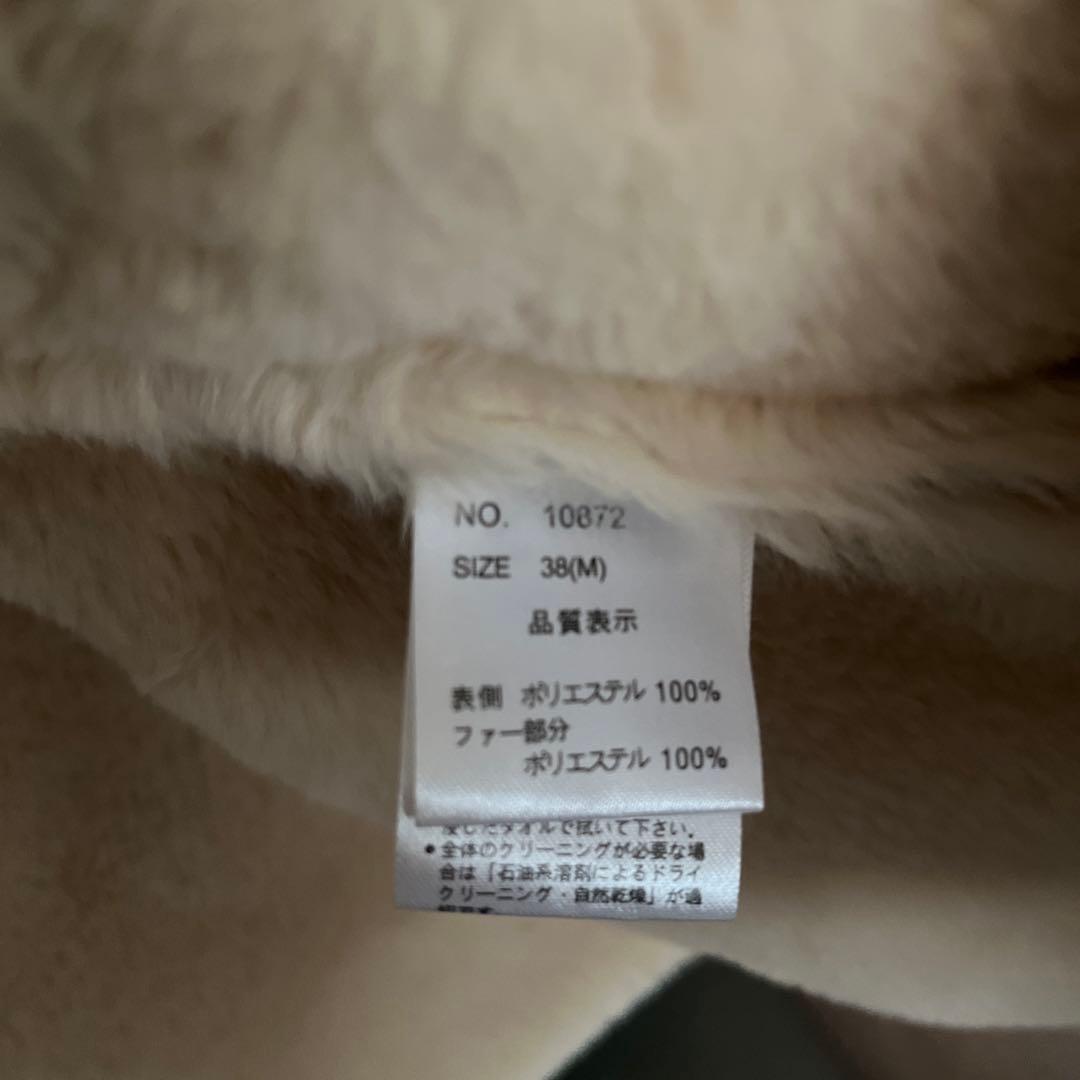 NO. 10872
SIZE 38(M)
品質表示
表側 ポリエステル 100%
ファー部分
ポリエステル 100%
浸したタオルで拭いて下さい.
●全体のクリーニングが必要な場
合は「石油系溶剤によるドライ
クリーニング・自然乾燥」が適